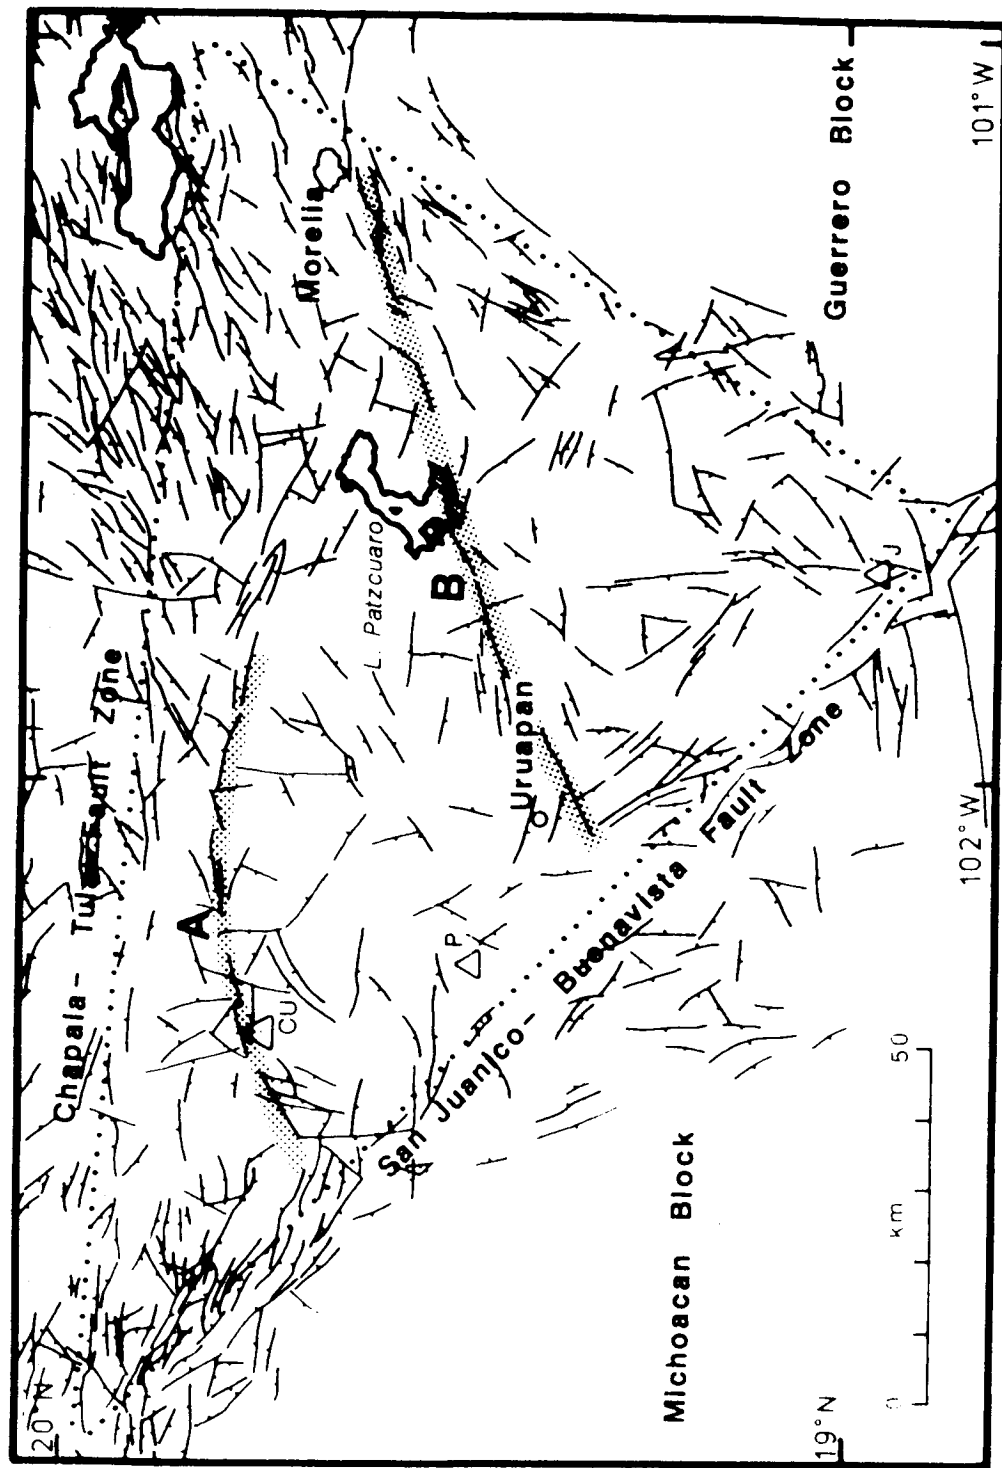 20° N
Chapala - Tula Fault Zone
A
CU
Morelia
L. Patzcuaro
B
Uruapan
P
San Juanico - Buenavista Fault Zone
J
Michoacan Block
Guerrero Block
19° N
0 km 50
102° W
101° W